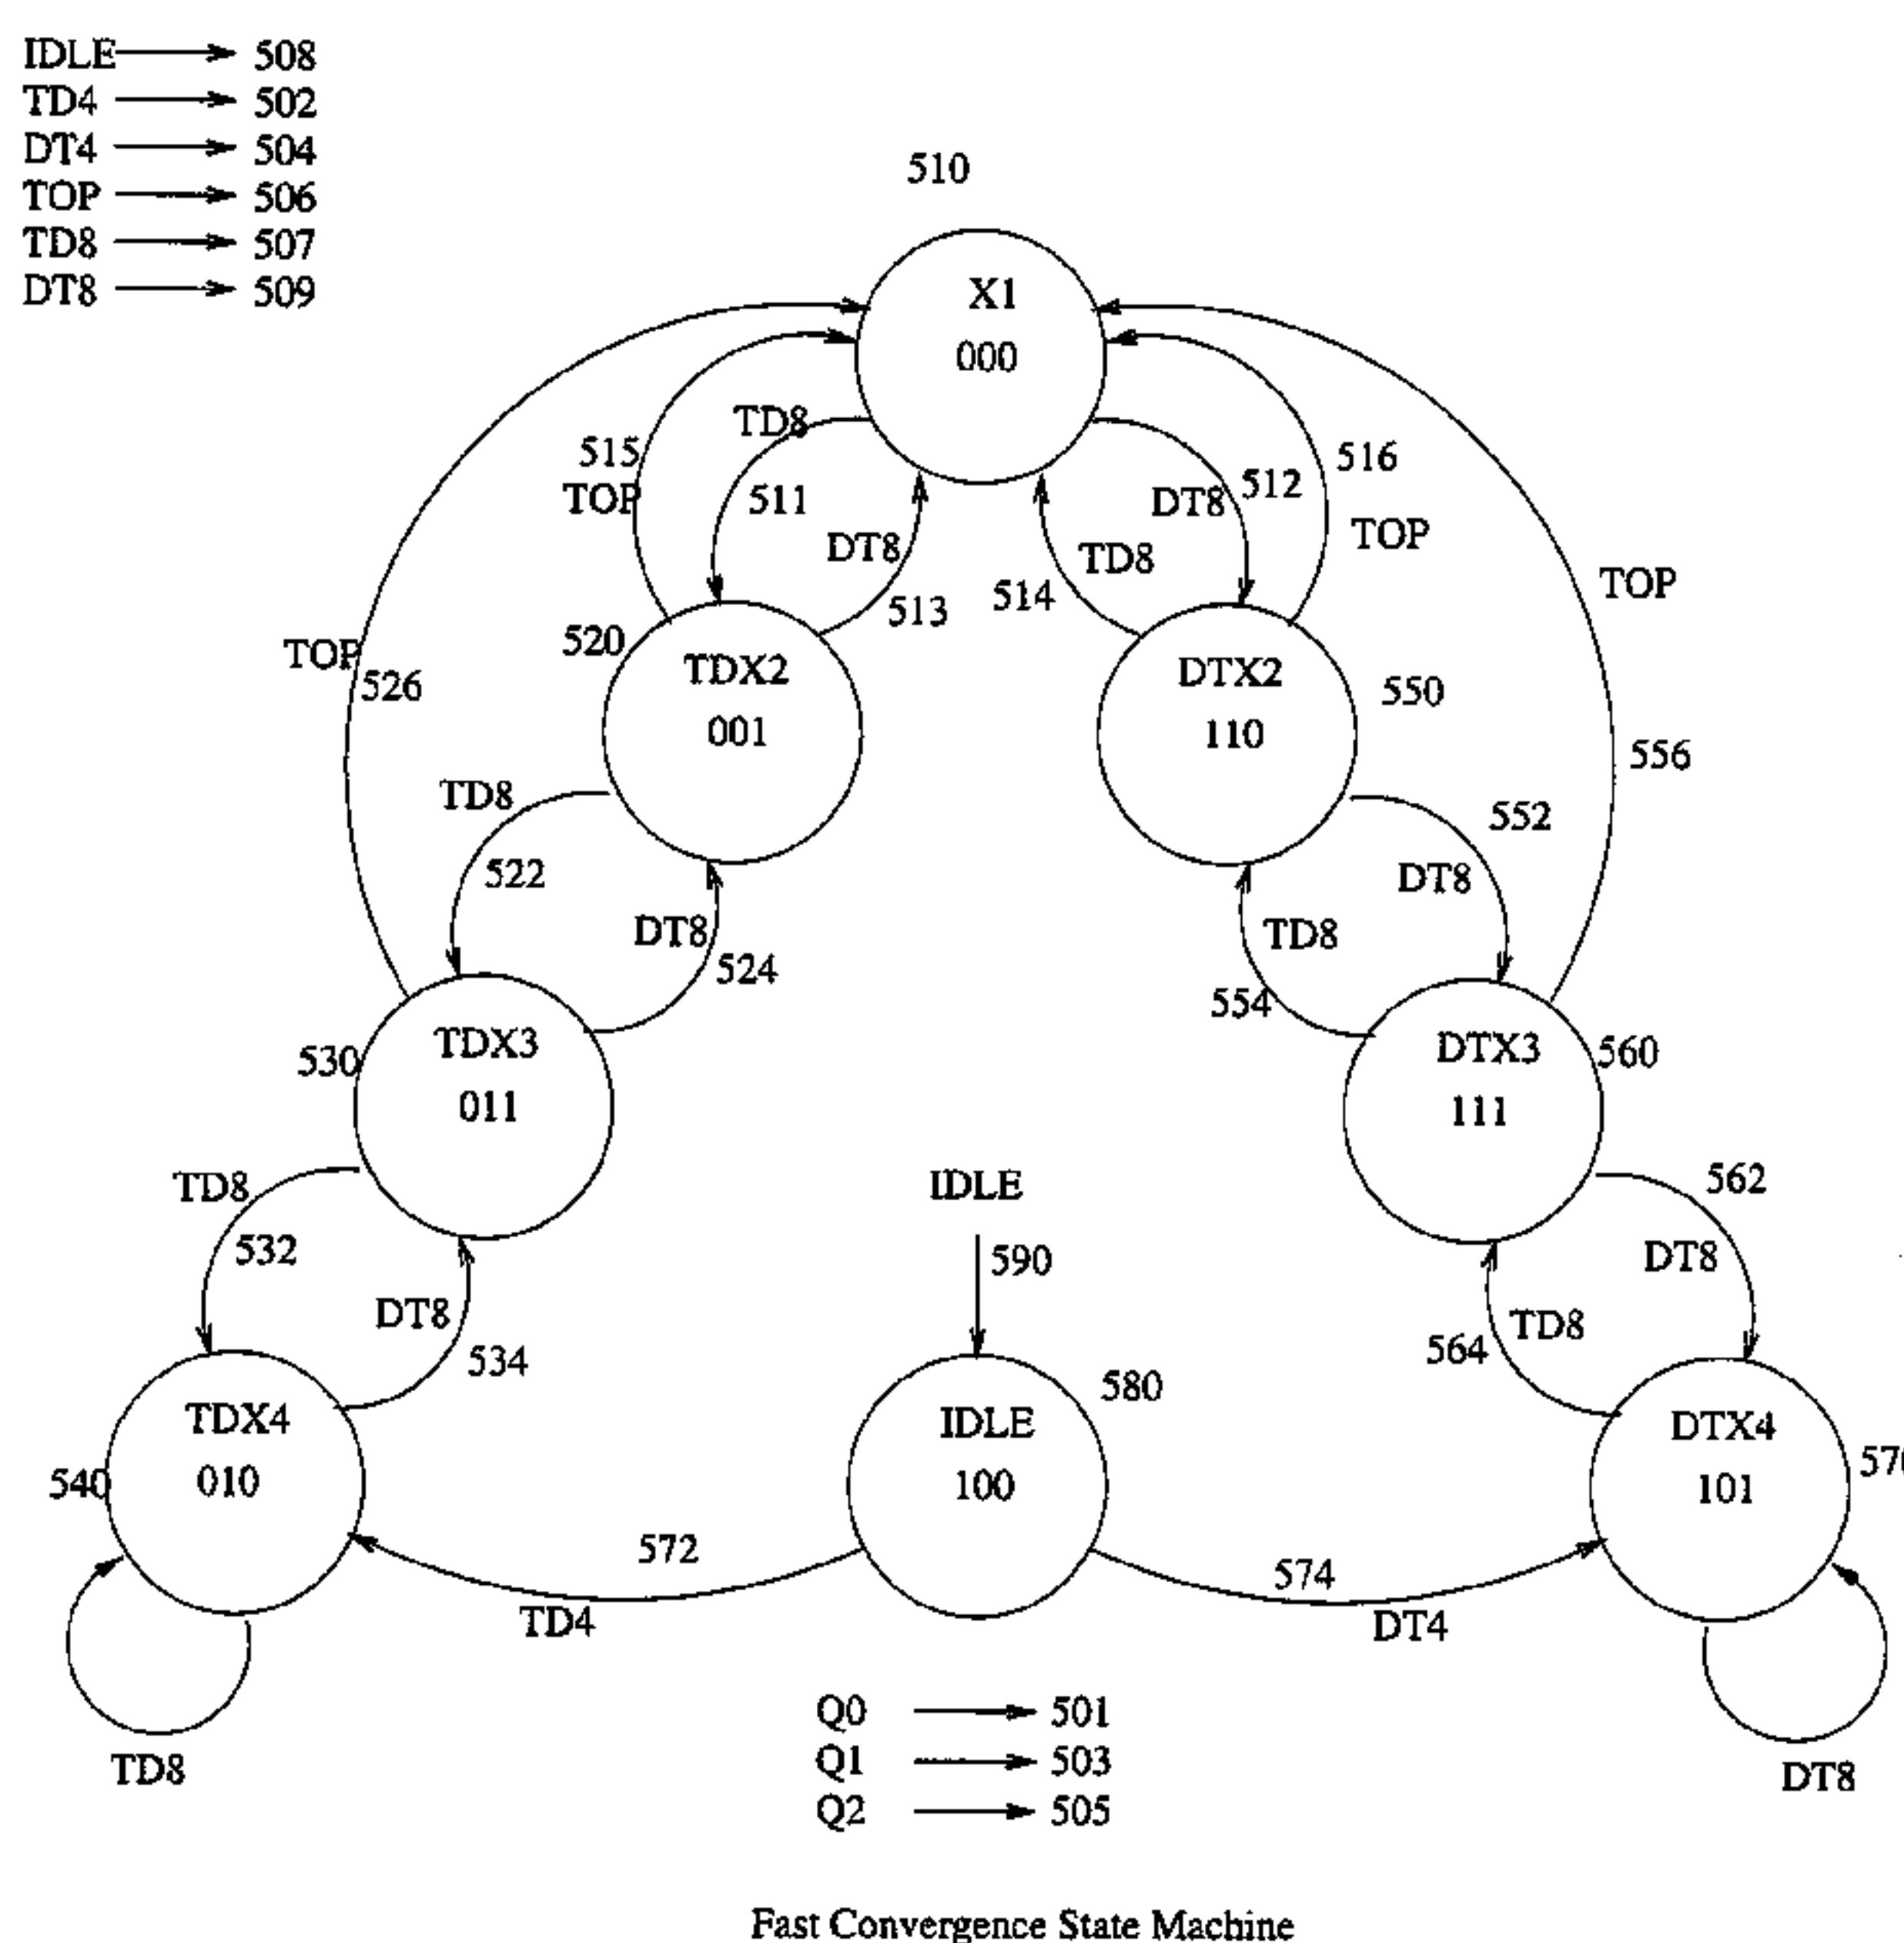 IDLE 508
TD4 502
DT4 504
TOP 506
TD8 507
DT8 509
510
X1
000
TD8
515
TOP
511
DT8
513
DT8
512
516
TOP
TD8
514
TOP
TOP
526
520
TDX2
001
DTX2
110
550
556
TD8
522
DT8
524
552
DT8
TD8
554
530
TDX3
011
DTX3
111
560
TD8
532
DT8
534
IDLE
590
562
DT8
TD8
564
540
TDX4
010
IDLE
100
580
DTX4
101
572
TD4
574
DT4
TD8
DT8
Q0 501
Q1 503
Q2 505
Fast Convergence State Machine